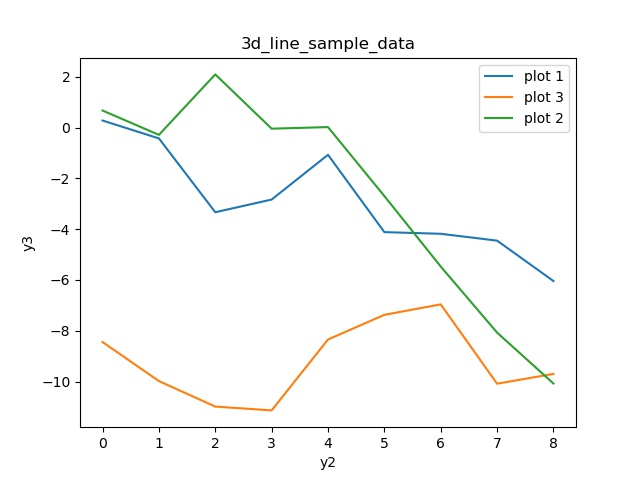 3d_line_sample_data
plot 1
plot 3
plot 2
2
0
−2
−4
−6
−8
−10
y3
0 1 2 3 4 5 6 7 8
y2